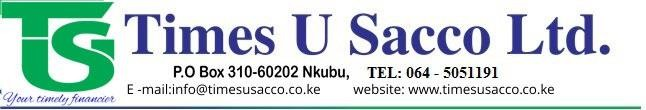 TS
Your timely financier
Times U Sacco Ltd.
P.O Box 310-60202 Nkubu, TEL: 064 - 5051191
E -mail:info@timesusacco.co.ke website: www.timesusacco.co.ke